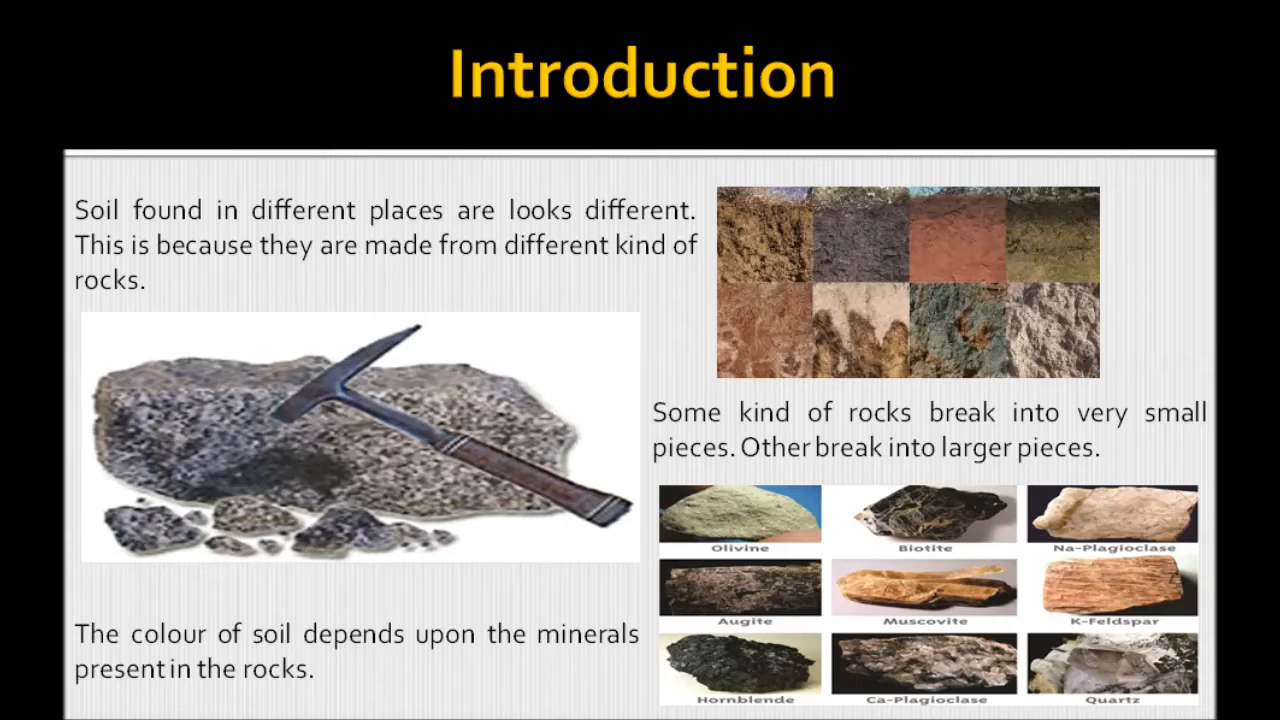 Introduction
Soil found in different places are looks different.
This is because they are made from different kind of
rocks.
Some kind of rocks break into very small
pieces. Other break into larger pieces.
Olivine Biotite Na-Plagioclase
Augite Muscovite K-Feldspar
Hornblende Ca-Plagioclase Quartz
The colour of soil depends upon the minerals
present in the rocks.